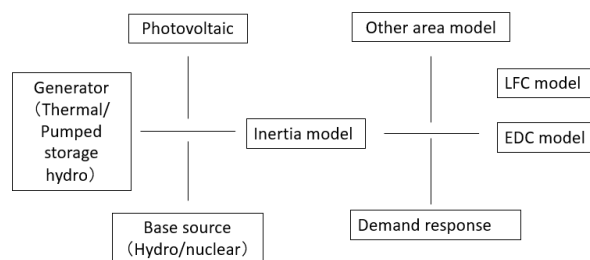 Photovoltaic
Other area model
Generator
（Thermal/
Pumped
storage
hydro）
Inertia model
LFC model
EDC model
Base source
（Hydro/nuclear）
Demand response